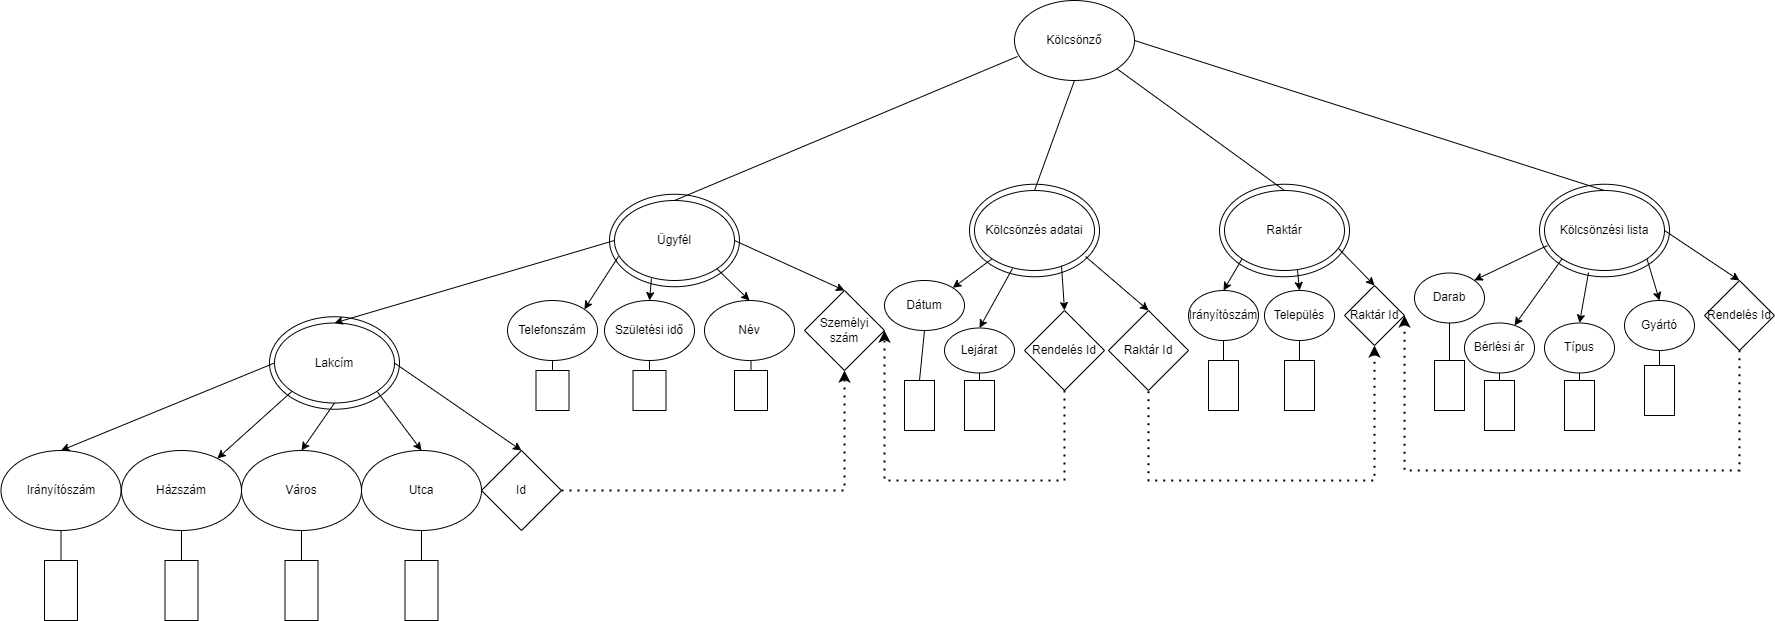 Kölcsönző
Ügyfél
Kölcsönzés adatai
Raktár
Kölcsönzési lista
Telefonszám
Születési idő
Név
Személyi
szám
Dátum
Lejárat
Rendelés Id
Raktár Id
Irányítószám
Település
Raktár Id
Darab
Bérlési ár
Típus
Gyártó
Rendelés Id
Lakcím
Irányítószám
Házszám
Város
Utca
Id